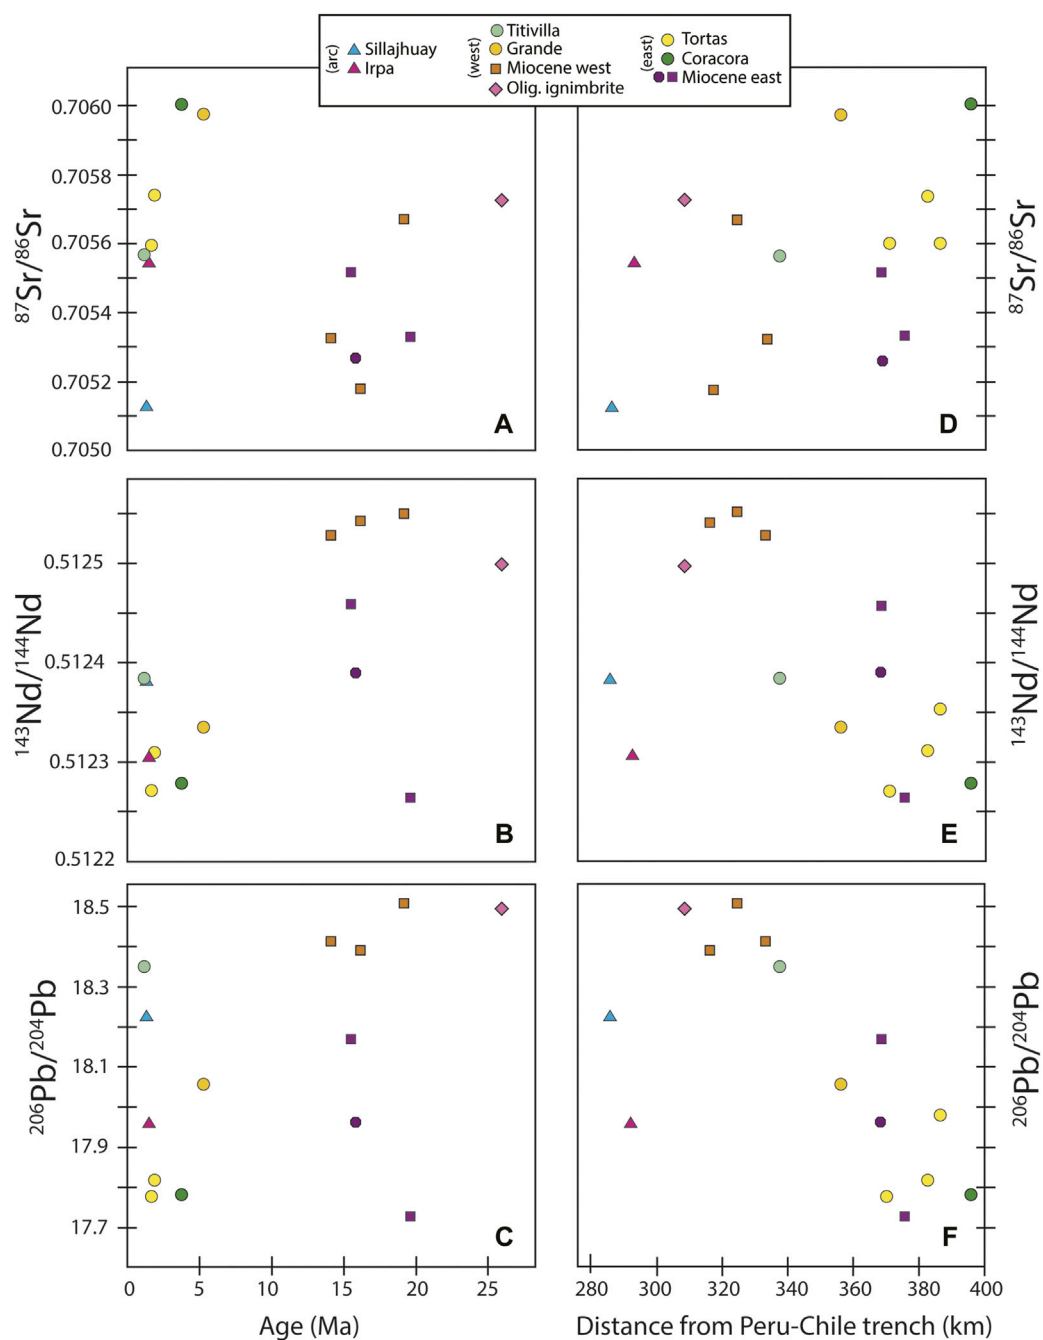 (arc)
Sillajhuay
Irpa
(west)
Titivilla
Grande
Miocene west
Olig. ignimbrite
(east)
Tortas
Coracora
Miocene east
0.7060
0.7058
0.7056
0.7054
0.7052
0.7050
87Sr/86Sr
A
D
87Sr/86Sr
0.5125
0.5124
0.5123
0.5122
143Nd/144Nd
B
E
143Nd/144Nd
18.5
18.3
18.1
17.9
17.7
206Pb/204Pb
C
F
206Pb/204Pb
0 5 10 15 20 25
280 300 320 340 360 380 400
Age (Ma)
Distance from Peru-Chile trench (km)